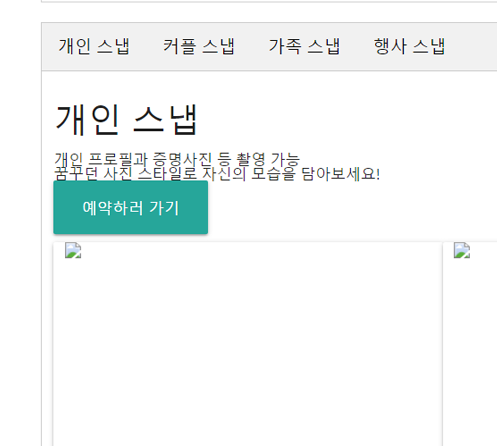 개인 스냅 커플 스냅 가족 스냅 행사 스냅
개인 스냅
개인 프로필과 증명사진 등 촬영 가능
꿈꾸던 사진 스타일로 자신의 모습을 담아보세요!
예약하러 가기